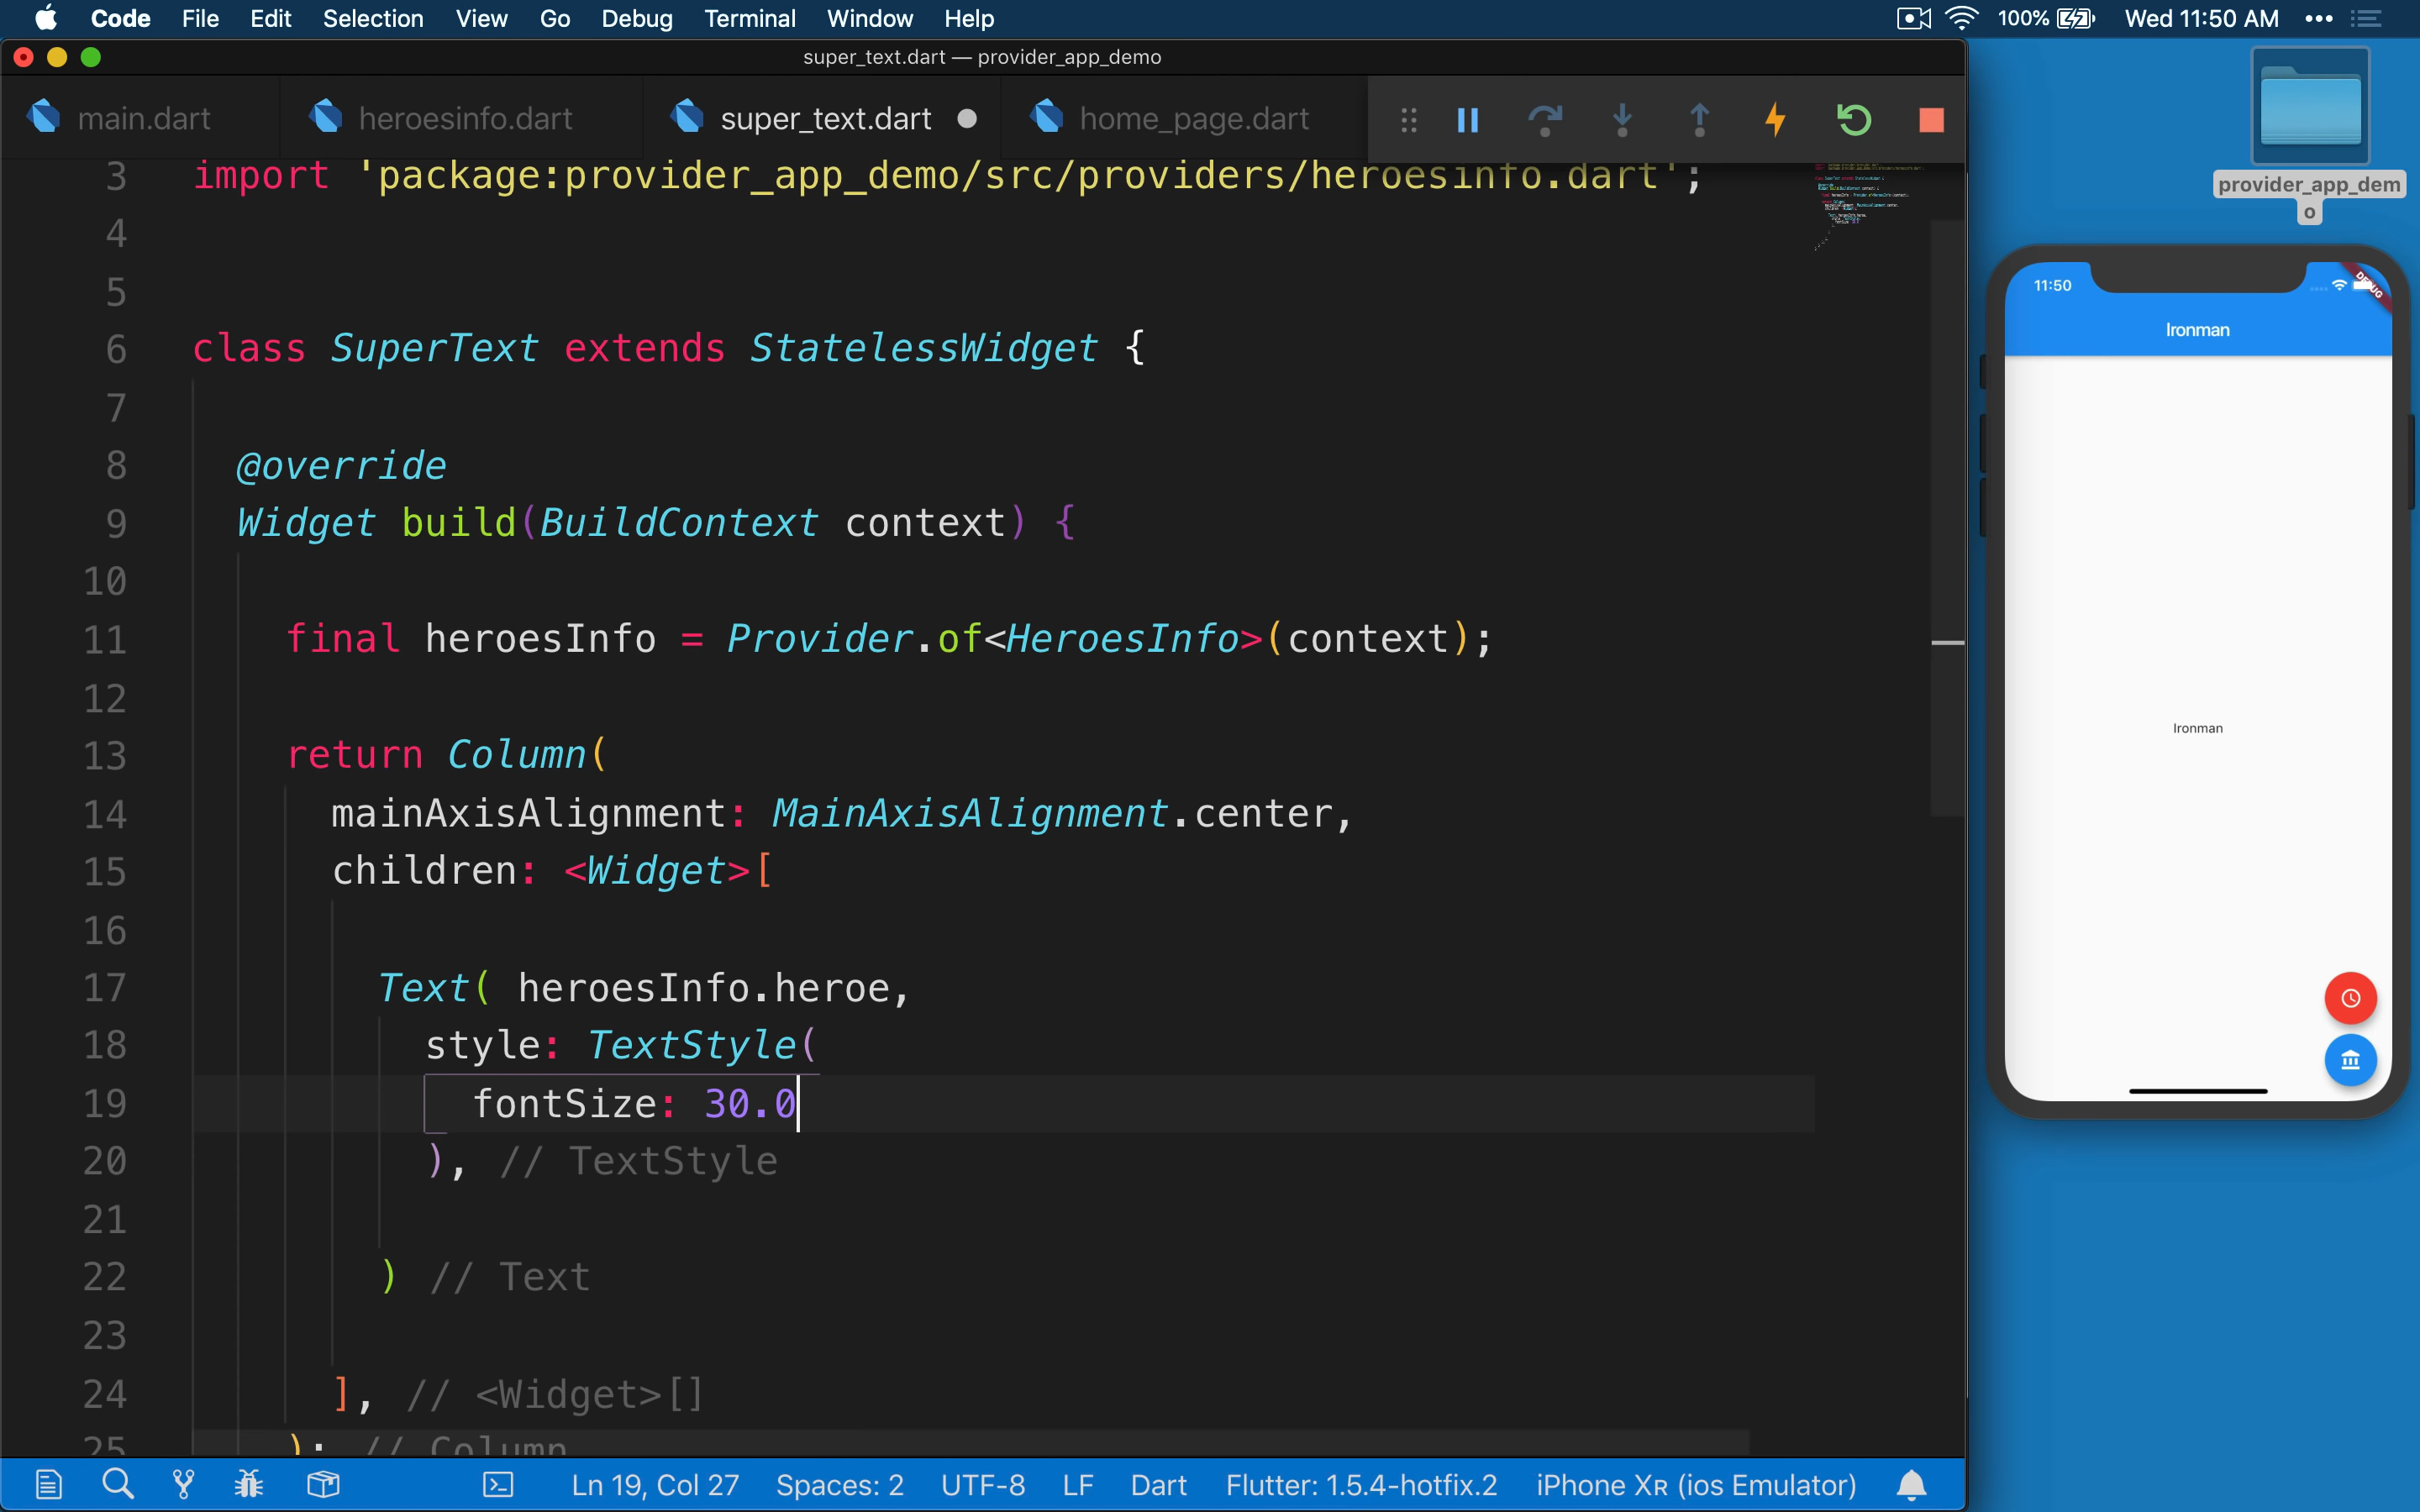 Code File Edit Selection View Go Debug Terminal Window Help 100% Wed 11:50 AM
super_text.dart — provider_app_demo
main.dart heroesinfo.dart super_text.dart home_page.dart
provider_app_dem
o
3 import 'package:provider_app_demo/src/providers/heroesinfo.dart';
4
5
6 class SuperText extends StatelessWidget {
7
8 @override
9 Widget build(BuildContext context) {
10
11 final heroesInfo = Provider.of<HeroesInfo>(context);
12
13 return Column(
14 mainAxisAlignment: MainAxisAlignment.center,
15 children: <Widget>[
16
17 Text( heroesInfo.heroe,
18 style: TextStyle(
19 fontSize: 30.0
20 ), // TextStyle
21
22 ) // Text
23
24 ], // <Widget>[]
25 ); // Column
11:50
DEBUG
Ironman
Ironman
Ln 19, Col 27 Spaces: 2 UTF-8 LF Dart Flutter: 1.5.4-hotfix.2 iPhone XR (ios Emulator)